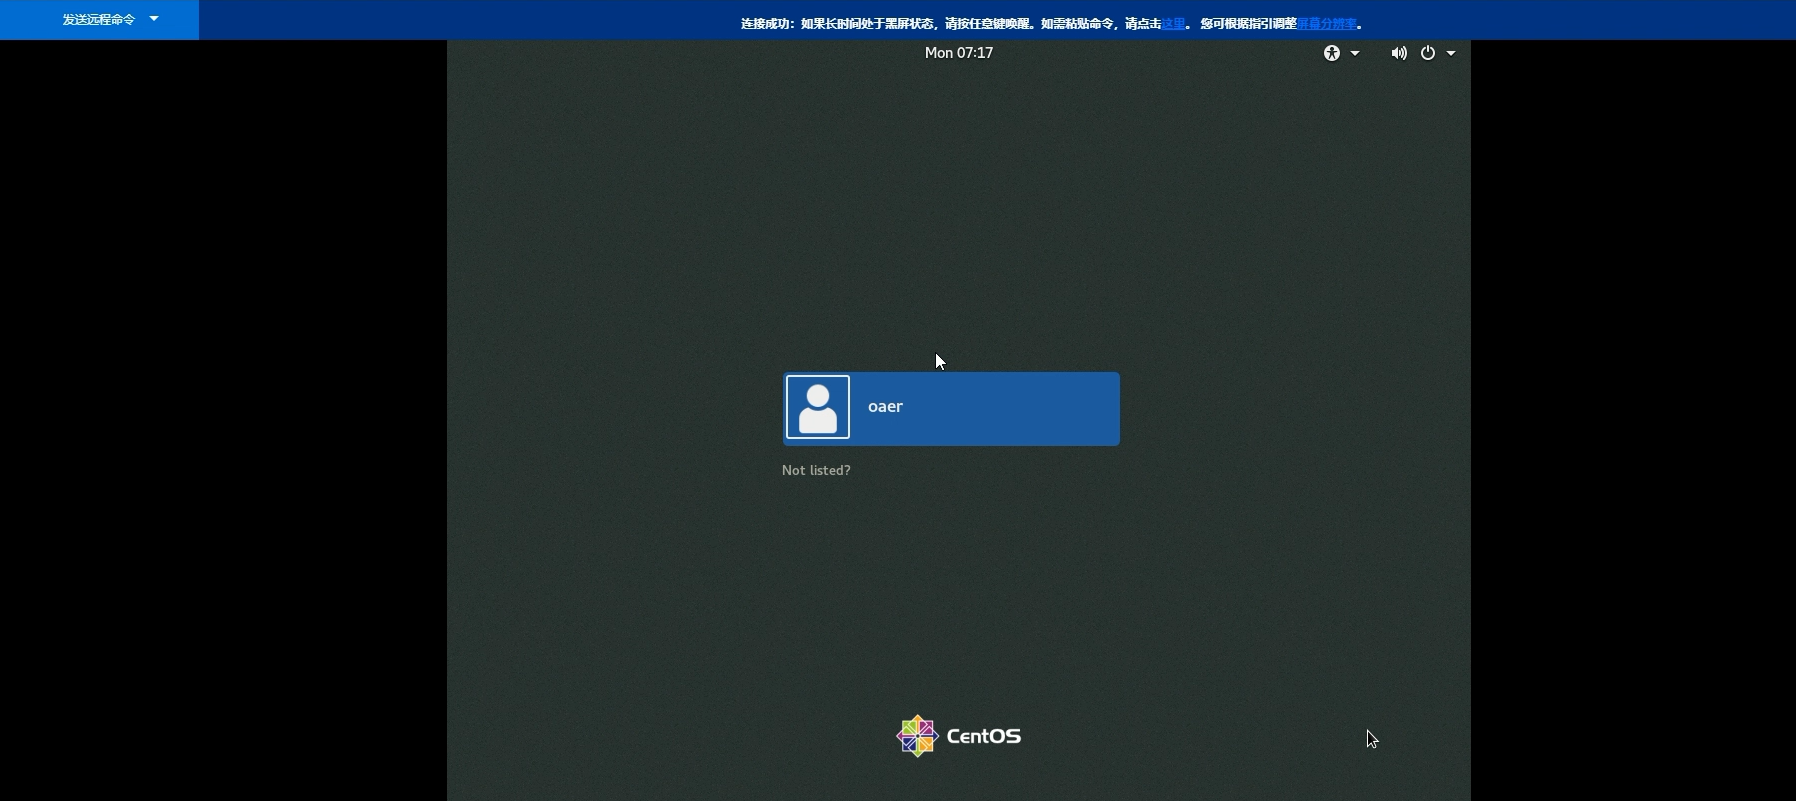 发送远程命令
连接成功：如果长时间处于黑屏状态，请按任意键唤醒。如需粘贴命令，请点击这里。 您可根据指引调整屏幕分辨率。
Mon 07:17
oaer
Not listed?
CentOS